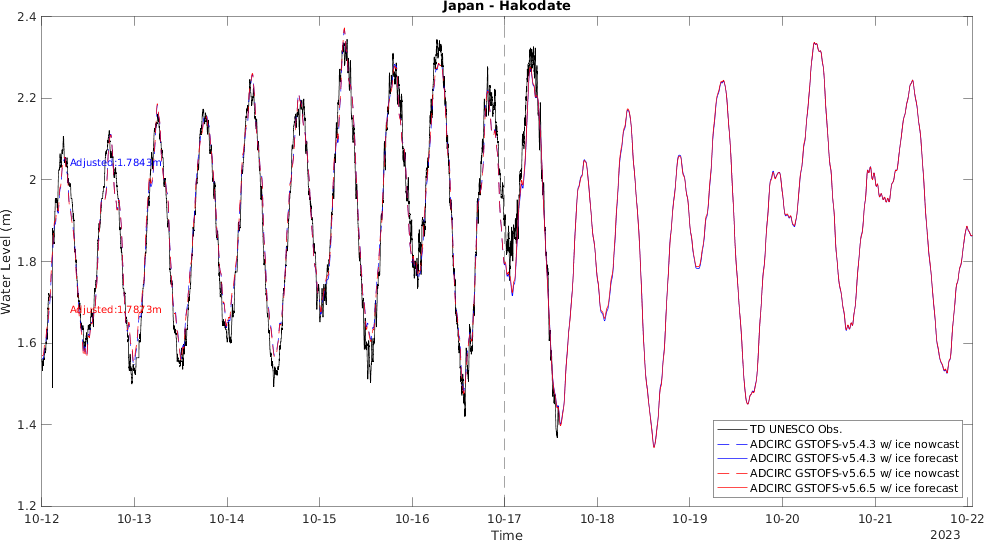 Japan - Hakodate
Water Level (m)
2.4
2.2
2
1.8
1.6
1.4
1.2
Adjusted:1.7843m
Adjusted:1.7873m
TD UNESCO Obs.
ADCIRC GSTOFS-v5.4.3 w/ ice nowcast
ADCIRC GSTOFS-v5.4.3 w/ ice forecast
ADCIRC GSTOFS-v5.6.5 w/ ice nowcast
ADCIRC GSTOFS-v5.6.5 w/ ice forecast
10-12 10-13 10-14 10-15 10-16 10-17 10-18 10-19 10-20 10-21 10-22
Time
2023